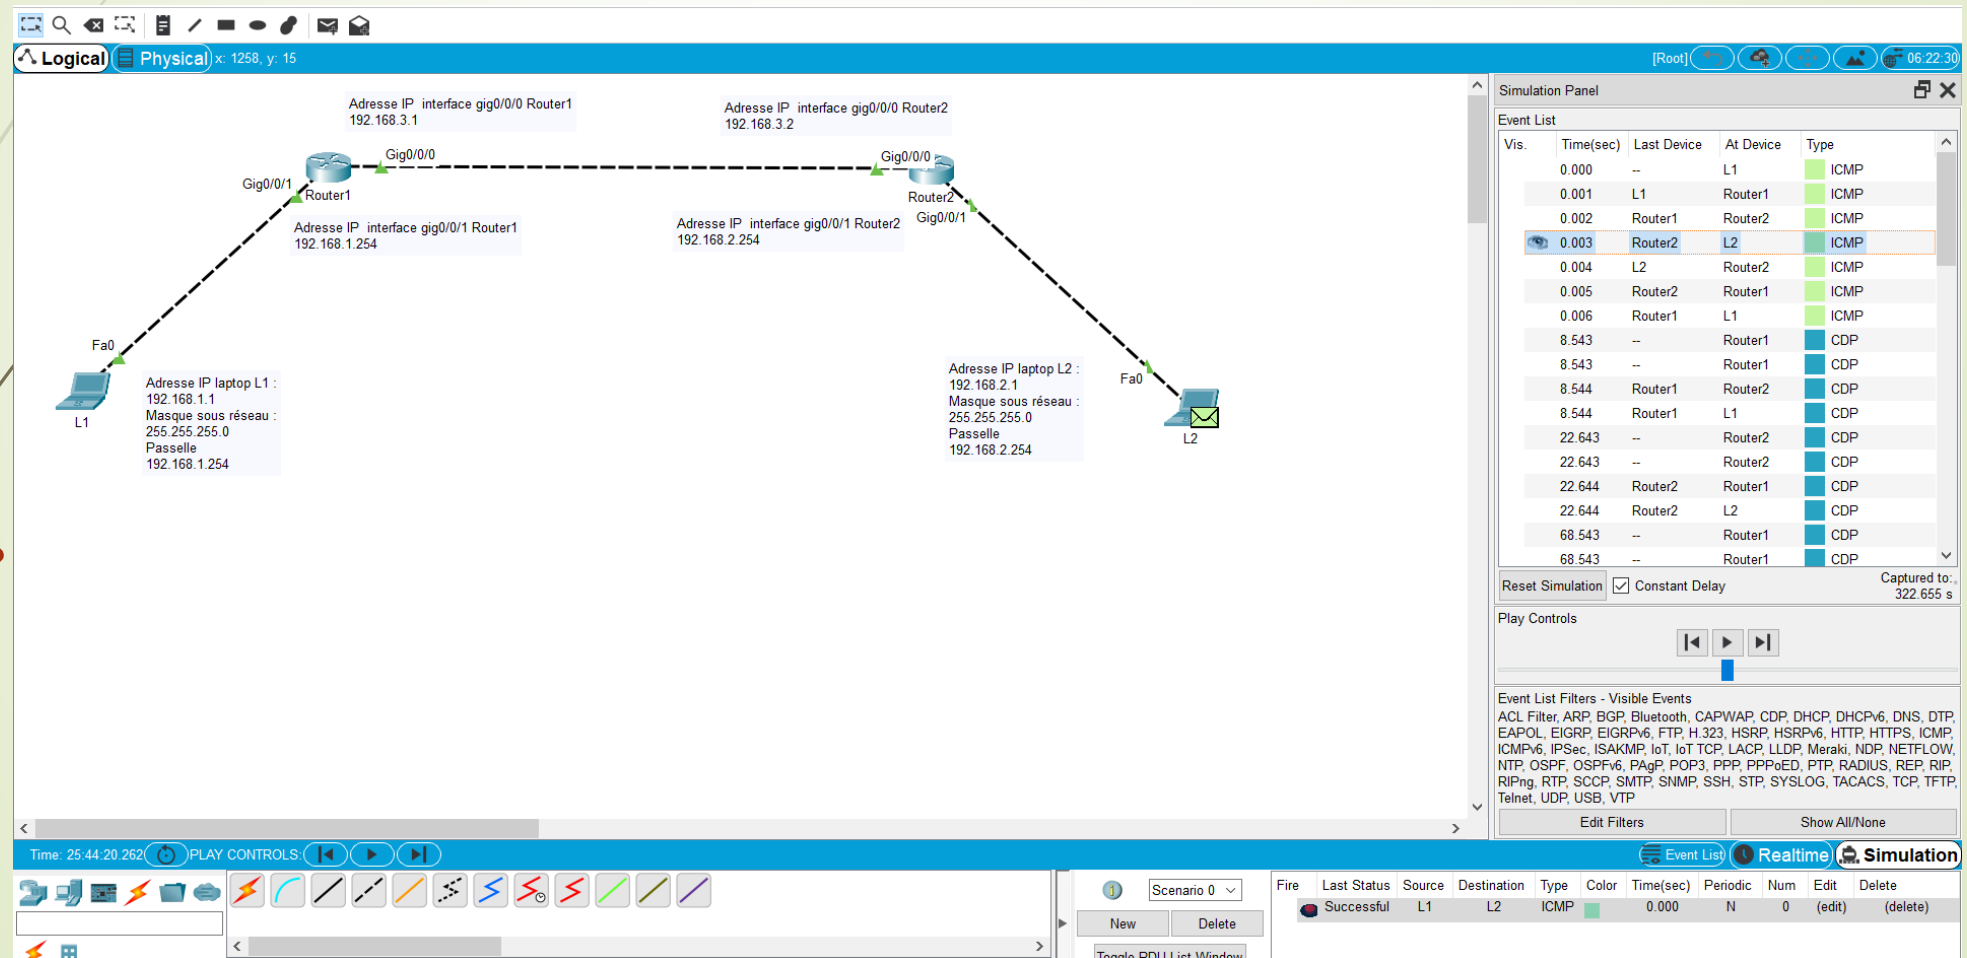 Logical
Physical
x: 1258, y: 15
[Root]
06:22:30
Adresse IP interface gig0/0/0 Router1
192.168.3.1
Adresse IP interface gig0/0/0 Router2
192.168.3.2
Gig0/0/0
Gig0/0/0
Gig0/0/1
Router1
Router2
Gig0/0/1
Adresse IP interface gig0/0/1 Router1
192.168.1.254
Adresse IP interface gig0/0/1 Router2
192.168.2.254
Fa0
L1
Adresse IP laptop L1 :
192.168.1.1
Masque sous réseau :
255.255.255.0
Passelle
192.168.1.254
Adresse IP laptop L2 :
192.168.2.1
Masque sous réseau :
255.255.255.0
Passelle
192.168.2.254
Fa0
L2
Simulation Panel
Event List
Vis. Time(sec) Last Device At Device Type
0.000 -- L1 ICMP
0.001 L1 Router1 ICMP
0.002 Router1 Router2 ICMP
0.003 Router2 L2 ICMP
0.004 L2 Router2 ICMP
0.005 Router2 Router1 ICMP
0.006 Router1 L1 ICMP
8.543 -- Router1 CDP
8.543 -- Router1 CDP
8.544 Router1 Router2 CDP
8.544 Router1 L1 CDP
22.643 -- Router2 CDP
22.643 -- Router2 CDP
22.644 Router2 Router1 CDP
22.644 Router2 L2 CDP
68.543 -- Router1 CDP
68.543 -- Router1 CDP
Reset Simulation Constant Delay
Captured to:
322.655 s
Play Controls
Event List Filters - Visible Events
ACL Filter, ARP, BGP, Bluetooth, CAPWAP, CDP, DHCP, DHCPv6, DNS, DTP,
EAPOL, EIGRP, EIGRPv6, FTP, H.323, HSRP, HSRPv6, HTTP, HTTPS, ICMP,
ICMPv6, IPSec, ISAKMP, IoT, IoT TCP, LACP, LLDP, Meraki, NDP, NETFLOW,
NTP, OSPF, OSPFv6, PAgP, POP3, PPP, PPPoED, PTP, RADIUS, REP, RIP,
RIPng, RTP, SCCP, SMTP, SNMP, SSH, STP, SYSLOG, TACACS, TCP, TFTP,
Telnet, UDP, USB, VTP
Edit Filters
Show All/None
Time: 25:44:20.262
PLAY CONTROLS:
Event List
Realtime
Simulation
Scenario 0
New
Delete
Toggle PDU List Window
Fire Last Status Source Destination Type Color Time(sec) Periodic Num Edit Delete
Successful L1 L2 ICMP 0.000 N 0 (edit) (delete)